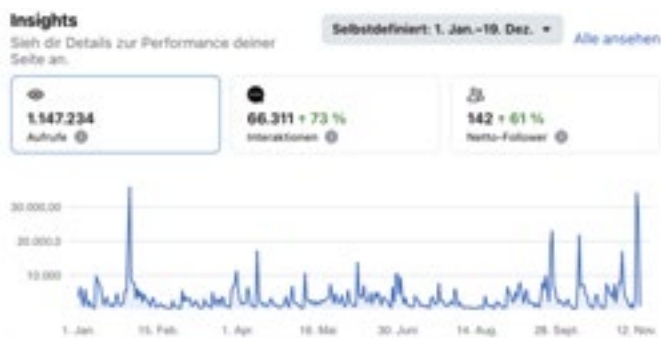 Insights
Sieh dir Details zur Performance deiner
Seite an.
Selbstdefiniert: 1. Jan.–19. Dez.
Alle ansehen
1.147.234
Aufrufe
66.311 + 73 %
Interaktionen
142 + 61 %
Netto-Follower
30.000,00
20.000,0
10.000
1. Jan.
15. Feb.
1. Apr.
16. Mai
30. Juni
14. Aug.
28. Sept.
12. Nov.